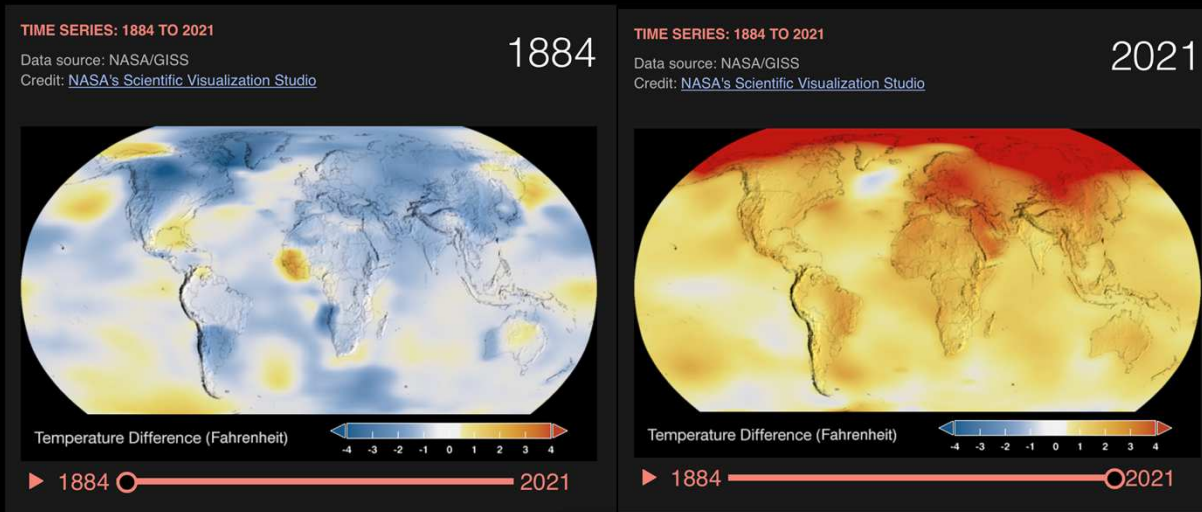 TIME SERIES: 1884 TO 2021
Data source: NASA/GISS
Credit: NASA's Scientific Visualization Studio
1884
Temperature Difference (Fahrenheit)
-4 -3 -2 -1 0 1 2 3 4
1884 2021
TIME SERIES: 1884 TO 2021
Data source: NASA/GISS
Credit: NASA's Scientific Visualization Studio
2021
Temperature Difference (Fahrenheit)
-4 -3 -2 -1 0 1 2 3 4
1884 2021